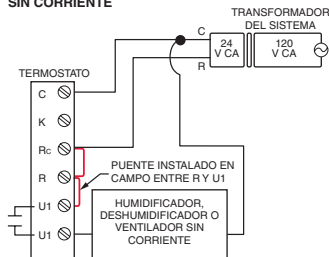 SIN CORRIENTE
TRANSFORMADOR
DEL SISTEMA
C
R
24
V CA
120
V CA
TERMOSTATO
C
K
Rc
R
U1
U1
PUENTE INSTALADO EN
CAMPO ENTRE R Y U1
HUMIDIFICADOR,
DESHUMIDIFICADOR O
VENTILADOR SIN
CORRIENTE